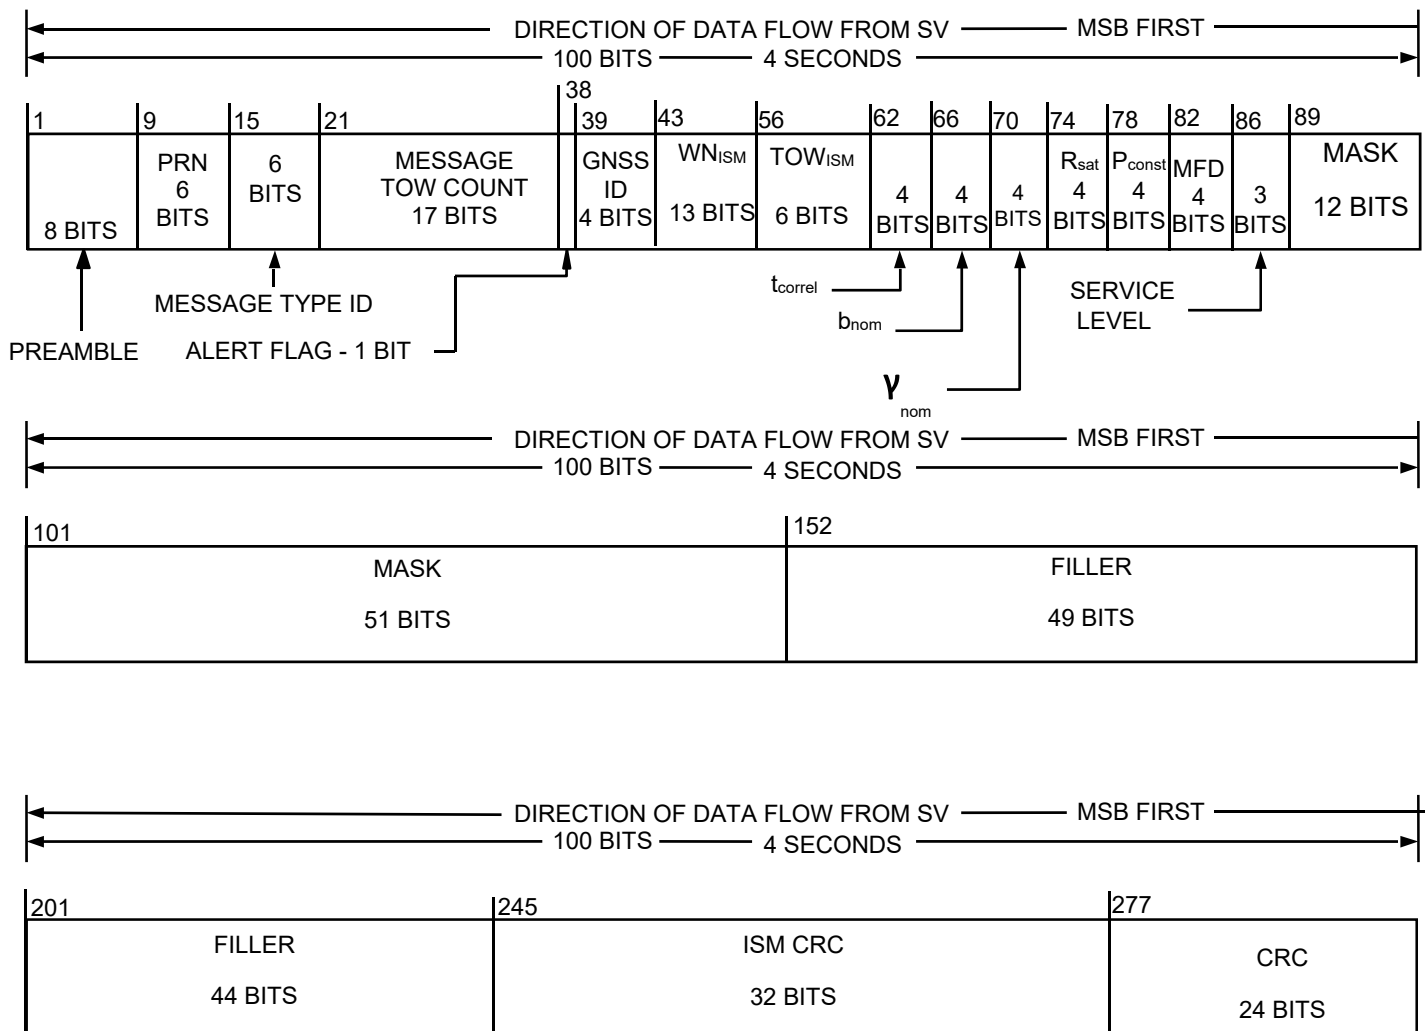 DIRECTION OF DATA FLOW FROM SV MSB FIRST
100 BITS 4 SECONDS
1 9 15 21 38 39 43 56 62 66 70 74 78 82 86 89
8 BITS
PRN
6
BITS
6
BITS
MESSAGE
TOW COUNT
17 BITS
GNSS
ID
4 BITS
WNISM
13 BITS
TOWISM
6 BITS
4
BITS
4
BITS
4
BITS
Rsat
4
BITS
Pconst
4
BITS
MFD
4
BITS
3
BITS
MASK
12 BITS
PREAMBLE
MESSAGE TYPE ID
ALERT FLAG - 1 BIT
tcorrel
bnom
γnom
SERVICE
LEVEL
DIRECTION OF DATA FLOW FROM SV MSB FIRST
100 BITS 4 SECONDS
101 152
MASK
51 BITS
FILLER
49 BITS
DIRECTION OF DATA FLOW FROM SV MSB FIRST
100 BITS 4 SECONDS
201 245 277
FILLER
44 BITS
ISM CRC
32 BITS
CRC
24 BITS